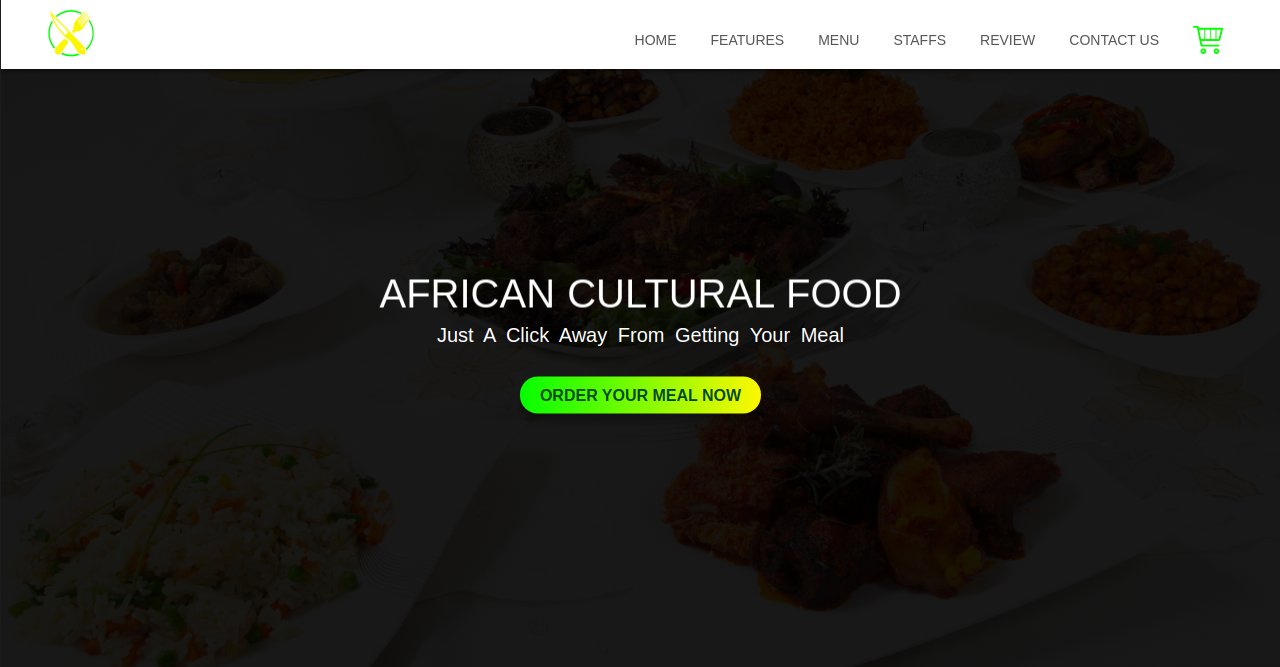 HOME FEATURES MENU STAFFS REVIEW CONTACT US
AFRICAN CULTURAL FOOD
Just A Click Away From Getting Your Meal
ORDER YOUR MEAL NOW